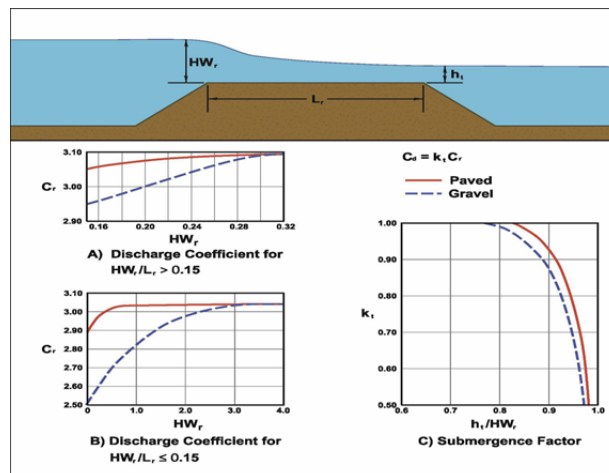 HWr
ht
Lr
3.10
3.00
2.90
Cr
0.16
0.20
0.24
0.28
0.32
HWr
A) Discharge Coefficient for
HWr/Lr > 0.15
Cd = kt Cr
Paved
Gravel
3.10
3.00
2.90
2.80
2.70
2.60
2.50
Cr
0
1.0
2.0
3.0
4.0
HWr
B) Discharge Coefficient for
HWr/Lr ≤ 0.15
1.00
0.90
0.80
0.70
0.60
0.50
kt
0.6
0.7
0.8
0.9
1.0
ht/HWr
C) Submergence Factor